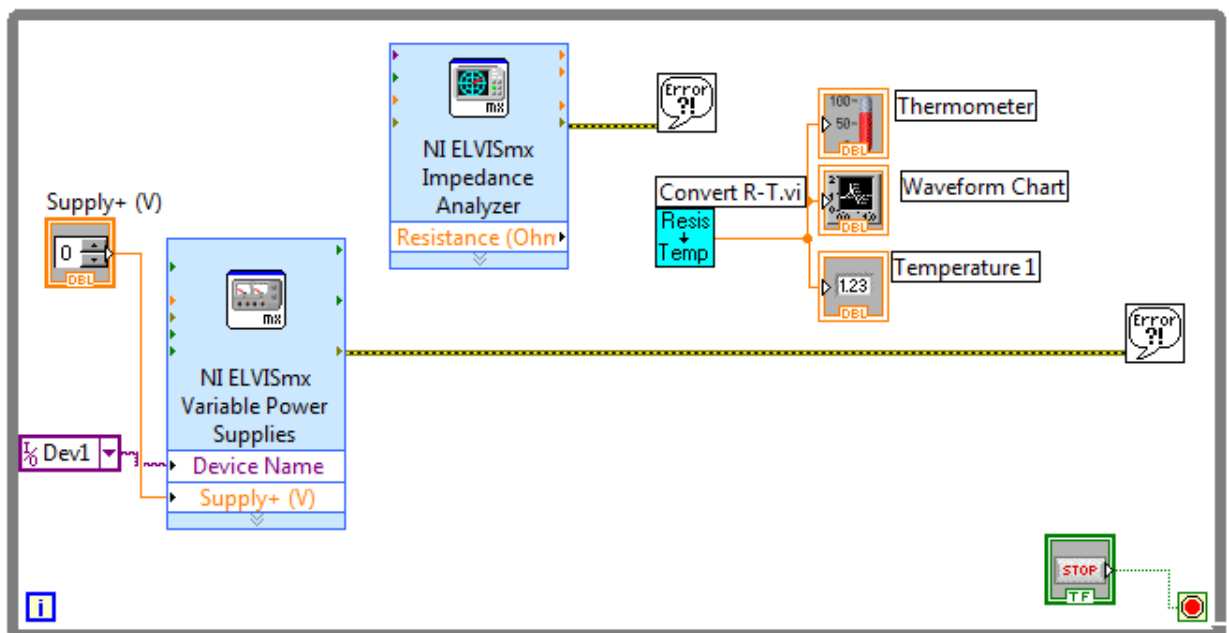 Supply+ (V)
0
DBL
I/O Dev1
mx
NI ELVISmx
Variable Power
Supplies
Device Name
Supply+ (V)
mx
NI ELVISmx
Impedance
Analyzer
Resistance (Ohm
Error
?!
Convert R-T.vi
Resis
Temp
100
50
DBL
Thermometer
DBL
Waveform Chart
1.23
DBL
Temperature 1
Error
?!
STOP
TF
i